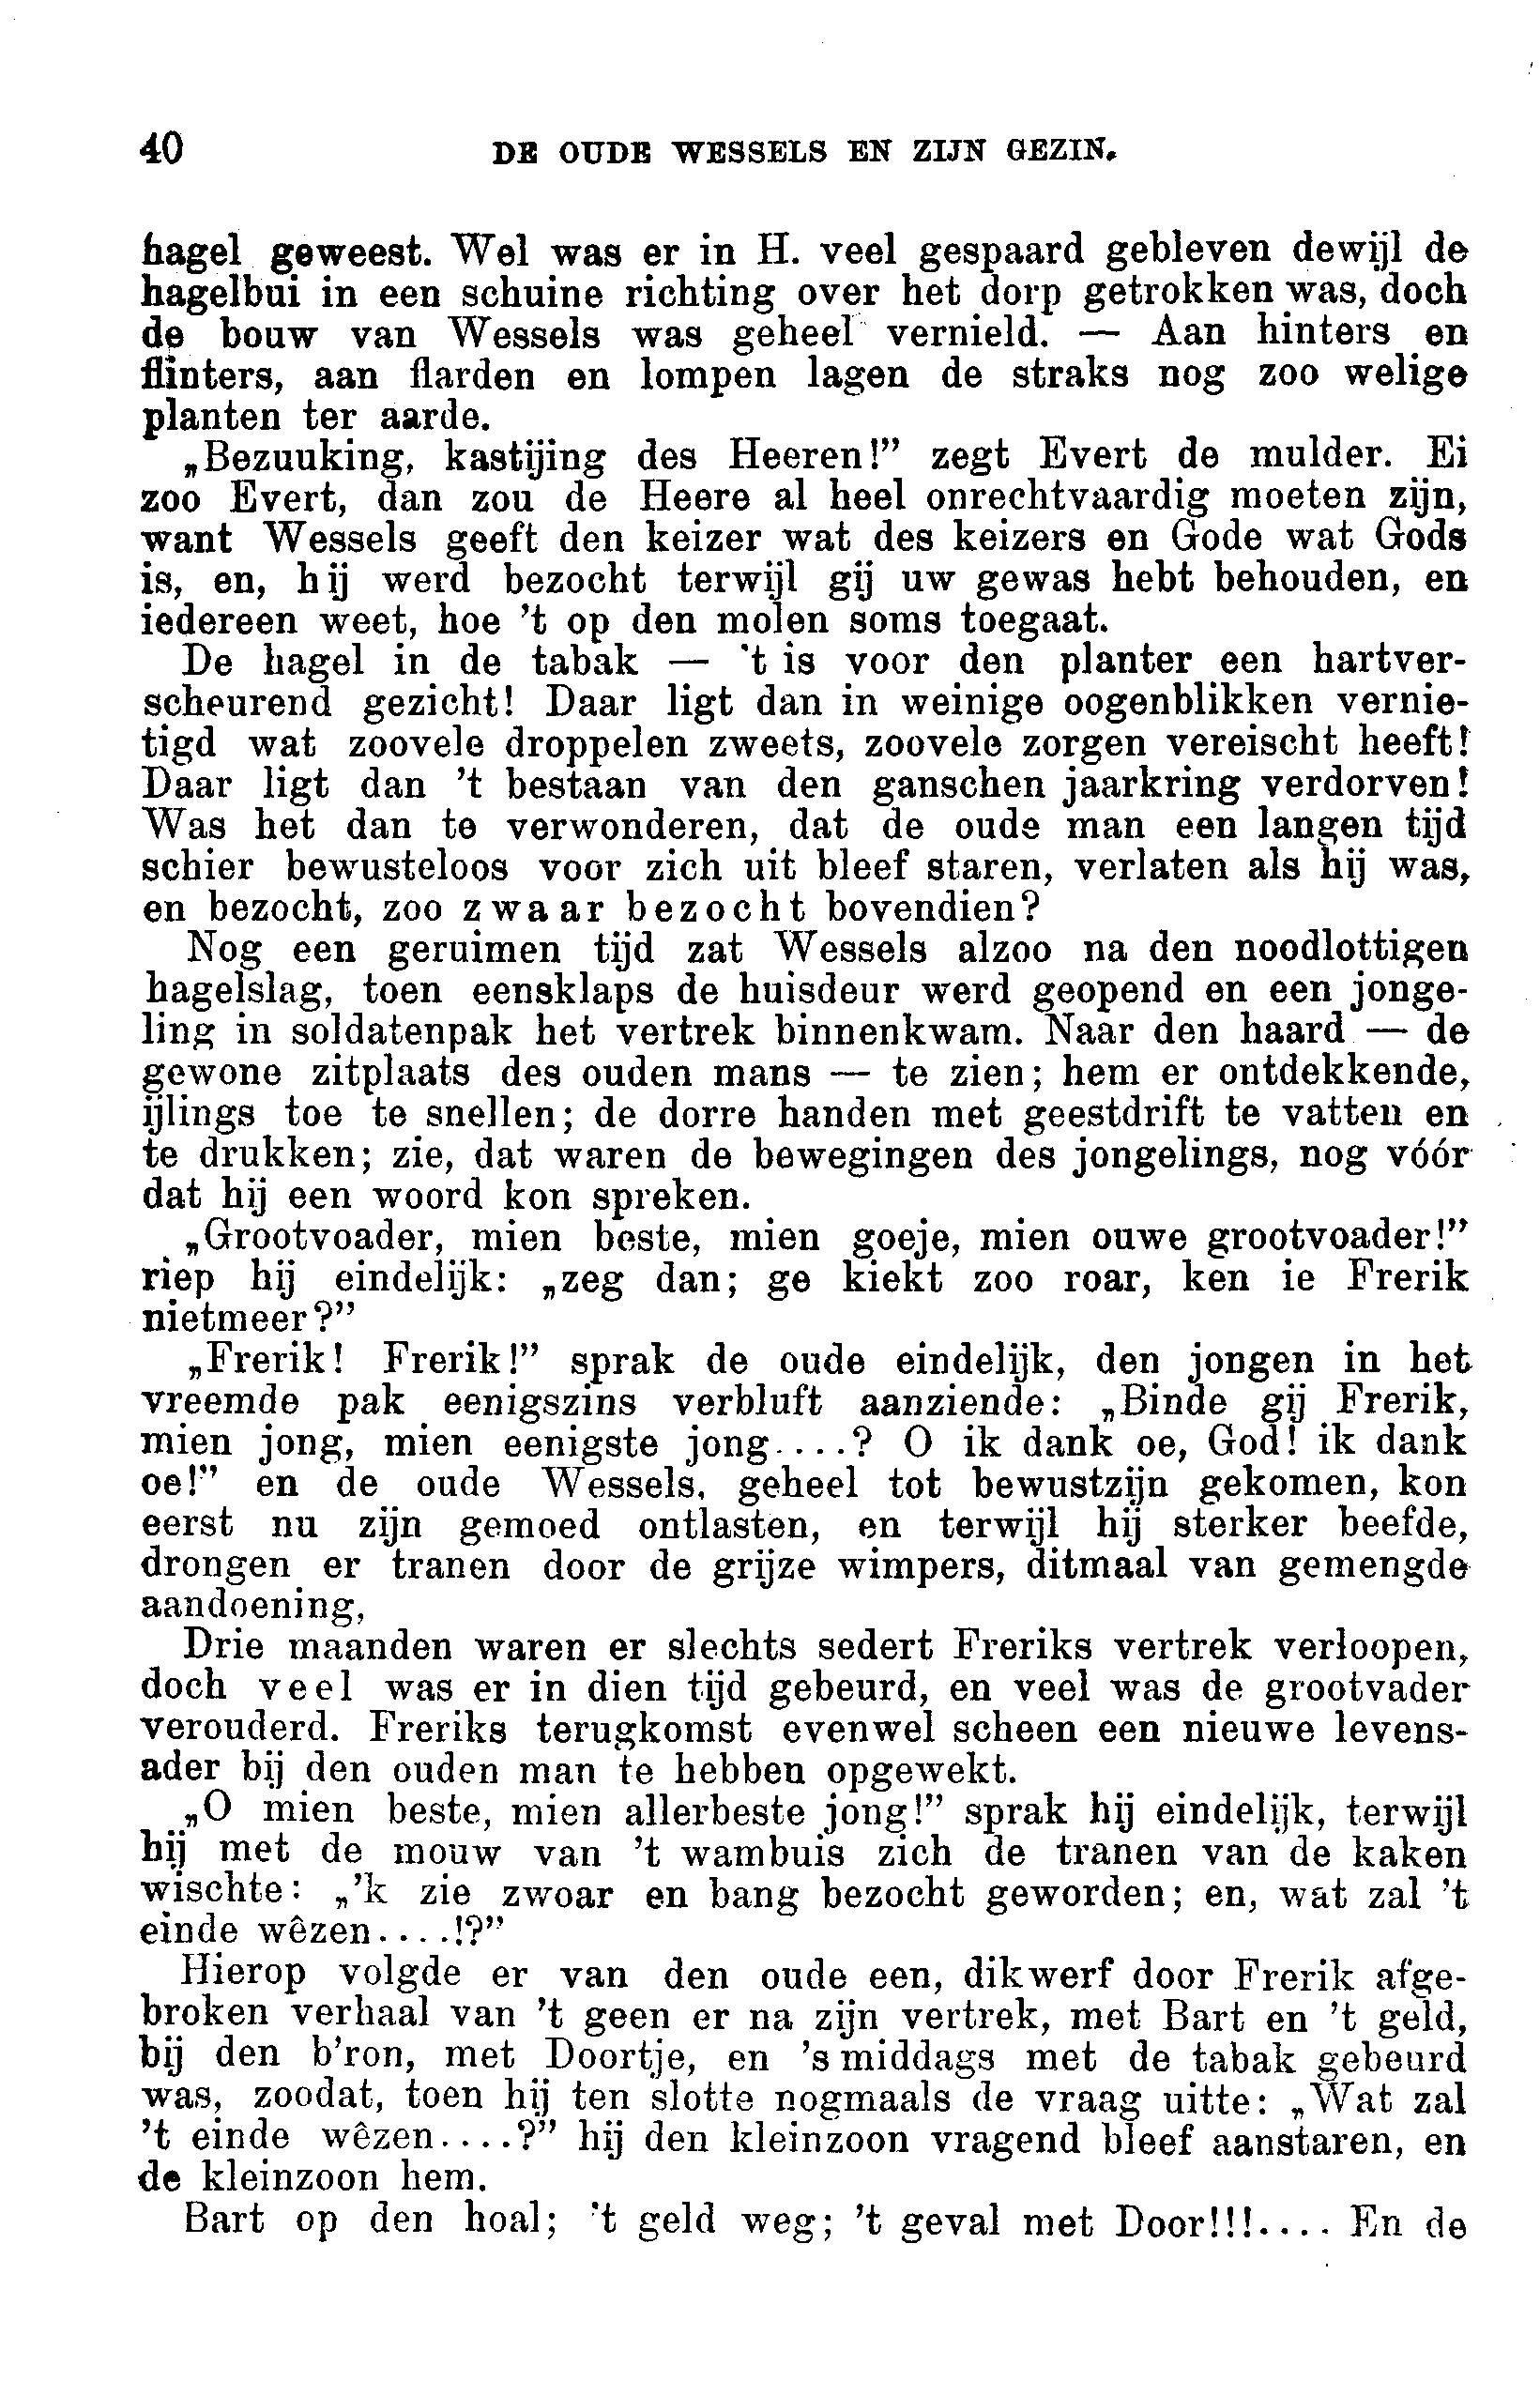 40 DE OUDE WESSELS EN ZIJN GEZIN.
hagel geweest. Wel was er in H. veel gespaard gebleven dewijl de
hagelbui in een schuine richting over het dorp getrokken was, doch
de bouw van Wessels was geheel vernield. — Aan hinters en
flinters, aan flarden en lompen lagen de straks nog zoo welige
planten ter aarde.
„Bezuuking, kastijing des Heeren!” zegt Evert de mulder. Ei
zoo Evert, dan zou de Heere al heel onrechtvaardig moeten zijn,
want Wessels geeft den keizer wat des keizers en Gode wat Gods
is, en, hij werd bezocht terwijl gij uw gewas hebt behouden, en
iedereen weet, hoe ’t op den molen soms toegaat.
De hagel in de tabak — ’t is voor den planter een hartver-
scheurend gezicht! Daar ligt dan in weinige oogenblikken vernie-
tigd wat zoovele droppelen zweets, zoovele zorgen vereischt heeft!
Daar ligt dan ’t bestaan van den ganschen jaarkring verdorven!
Was het dan te verwonderen, dat de oude man een langen tijd
schier bewusteloos voor zich uit bleef staren, verlaten als hij was,
en bezocht, zoo zwaar bezocht bovendien?
Nog een geruimen tijd zat Wessels alzoo na den noodlottigen
hagelslag, toen eensklaps de huisdeur werd geopend en een jonge-
ling in soldatenpak het vertrek binnenkwam. Naar den haard — de
gewone zitplaats des ouden mans — te zien; hem er ontdekkende,
ijlings toe te snellen; de dorre handen met geestdrift te vatten en
te drukken; zie, dat waren de bewegingen des jongelings, nog vóór
dat hij een woord kon spreken.
„Grootvoader, mien beste, mien goeje, mien ouwe grootvoader!”
riep hij eindelijk: „zeg dan; ge kiekt zoo roar, ken ie Frerik
nietmeer?”
„Frerik! Frerik!” sprak de oude eindelijk, den jongen in het
vreemde pak eenigszins verbluft aanziende: „Binde gij Frerik,
mien jong, mien eenigste jong....? O ik dank oe, God! ik dank
oe!” en de oude Wessels, geheel tot bewustzijn gekomen, kon
eerst nu zijn gemoed ontlasten, en terwijl hij sterker beefde,
drongen er tranen door de grijze wimpers, ditmaal van gemengde
aandoening,
Drie maanden waren er slechts sedert Freriks vertrek verloopen,
doch veel was er in dien tijd gebeurd, en veel was de grootvader
verouderd. Freriks terugkomst evenwel scheen een nieuwe levens-
ader bij den ouden man te hebben opgewekt.
„O mien beste, mien allerbeste jong!” sprak hij eindelijk, terwijl
hij met de mouw van ’t wambuis zich de tranen van de kaken
wischte: „’k zie zwoar en bang bezocht geworden; en, wat zal ’t
einde wêzen....!?”
Hierop volgde er van den oude een, dikwerf door Frerik afge-
broken verhaal van ’t geen er na zijn vertrek, met Bart en ’t geld,
bij den b’ron, met Doortje, en ’s middags met de tabak gebeurd
was, zoodat, toen hij ten slotte nogmaals de vraag uitte: „Wat zal
’t einde wêzen....?” hij den kleinzoon vragend bleef aanstaren, en
de kleinzoon hem.
Bart op den hoal; ’t geld weg; ’t geval met Door!!!.... En de